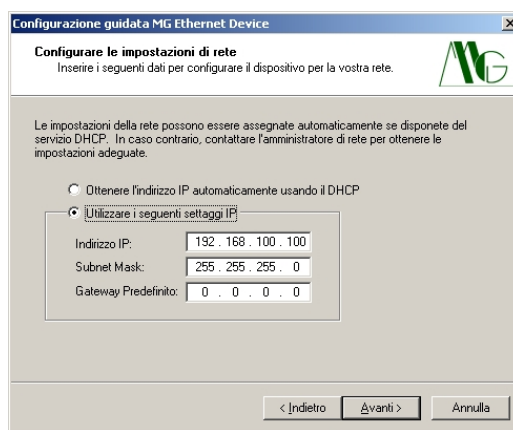 Configurazione guidata MG Ethernet Device
Configurare le impostazioni di rete
Inserire i seguenti dati per configurare il dispositivo per la vostra rete.
MG
Le impostazioni della rete possono essere assegnate automaticamente se disponete del
servizio DHCP. In caso contrario, contattare l'amministratore di rete per ottenere le
impostazioni adeguate.
Ottenere l'indirizzo IP automaticamente usando il DHCP
Utilizzare i seguenti settaggi IP
Indirizzo IP: 192 . 168 . 100 . 100
Subnet Mask: 255 . 255 . 255 . 0
Gateway Predefinito: 0 . 0 . 0 . 0
< Indietro Avanti > Annulla